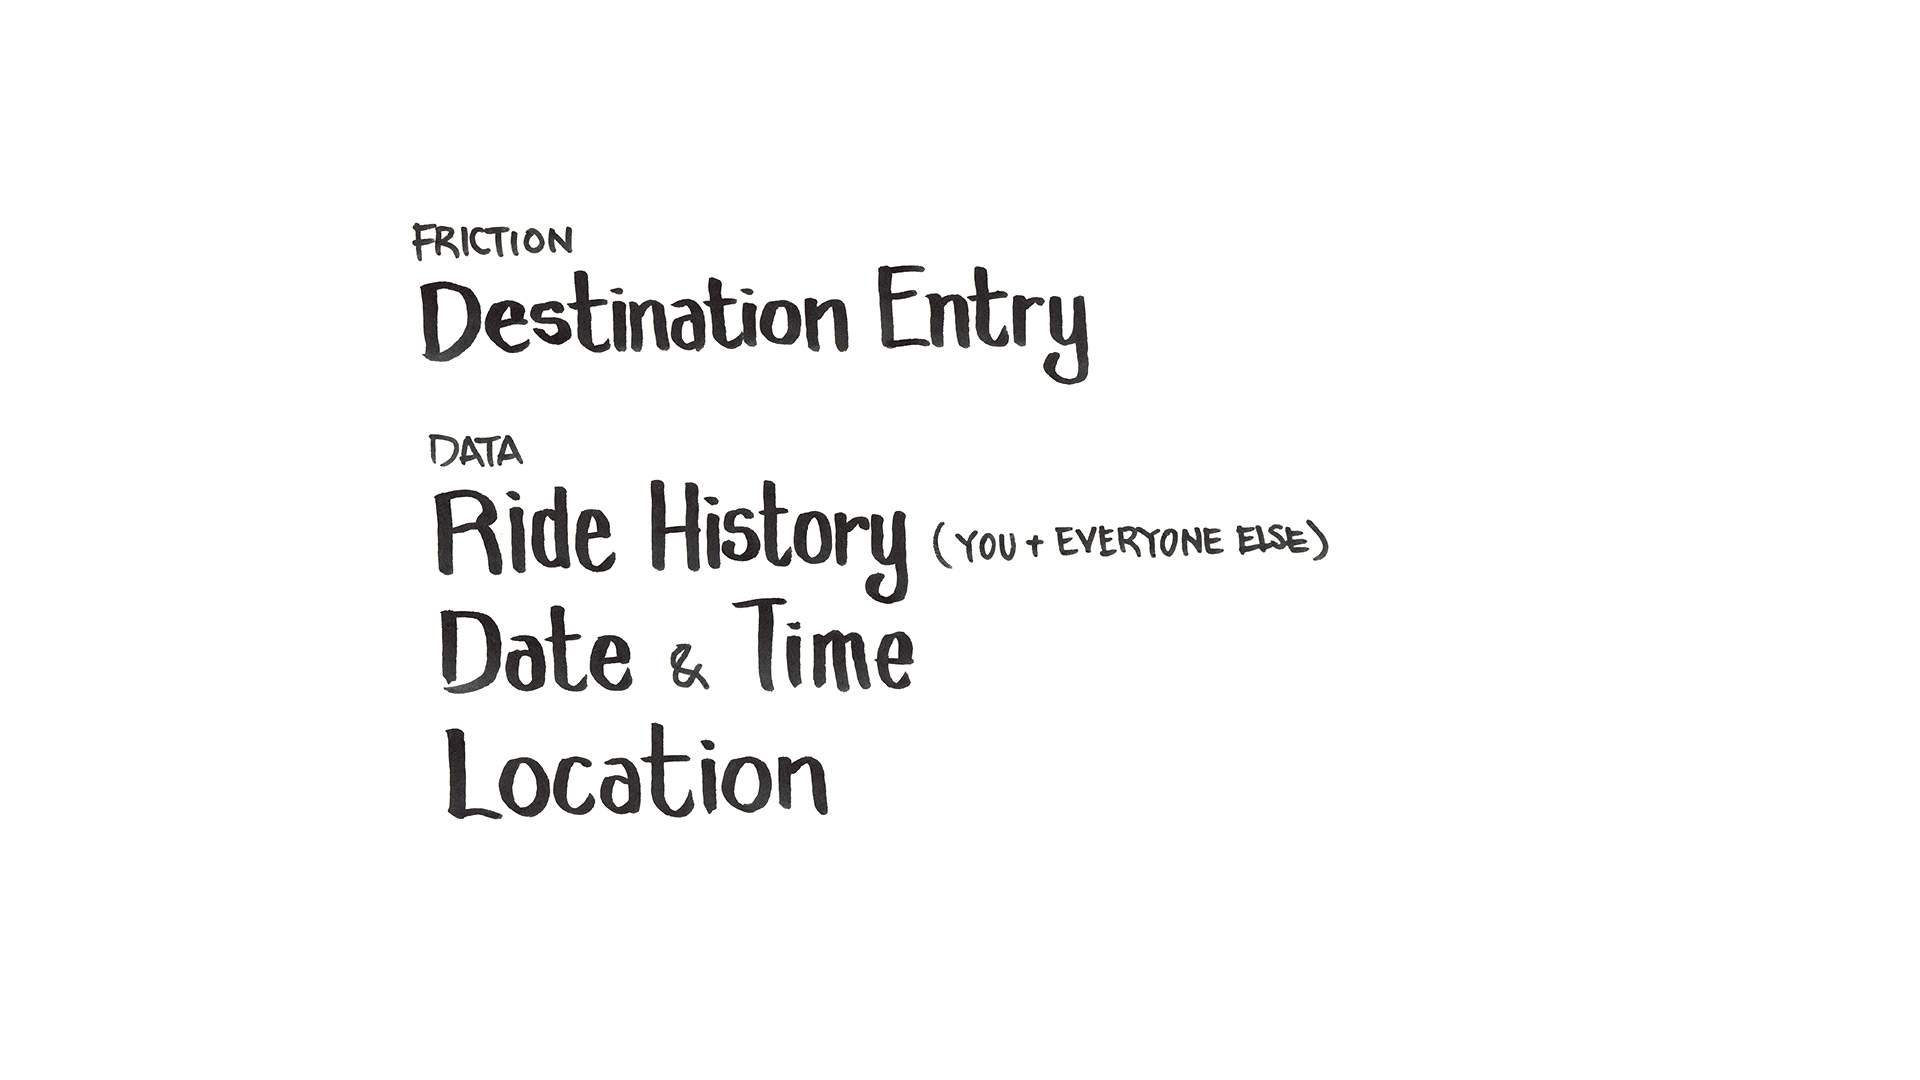 FRICTION
Destination Entry
DATA
Ride History (YOU + EVERYONE ELSE)
Date & Time
Location